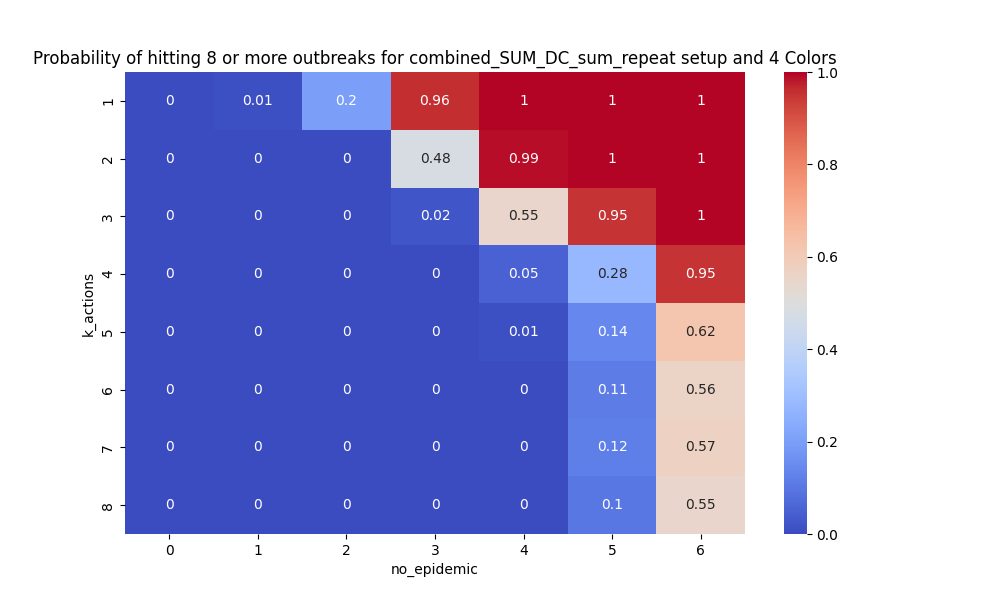 Probability of hitting 8 or more outbreaks for combined_SUM_DC_sum_repeat setup and 4 Colors
1 0 0.01 0.2 0.96 1 1 1
2 0 0 0 0.48 0.99 1 1
3 0 0 0 0.02 0.55 0.95 1
4 0 0 0 0 0.05 0.28 0.95
5 0 0 0 0 0.01 0.14 0.62
6 0 0 0 0 0 0.11 0.56
7 0 0 0 0 0 0.12 0.57
8 0 0 0 0 0 0.1 0.55
0 1 2 3 4 5 6
no_epidemic
k_actions
1.0
0.8
0.6
0.4
0.2
0.0